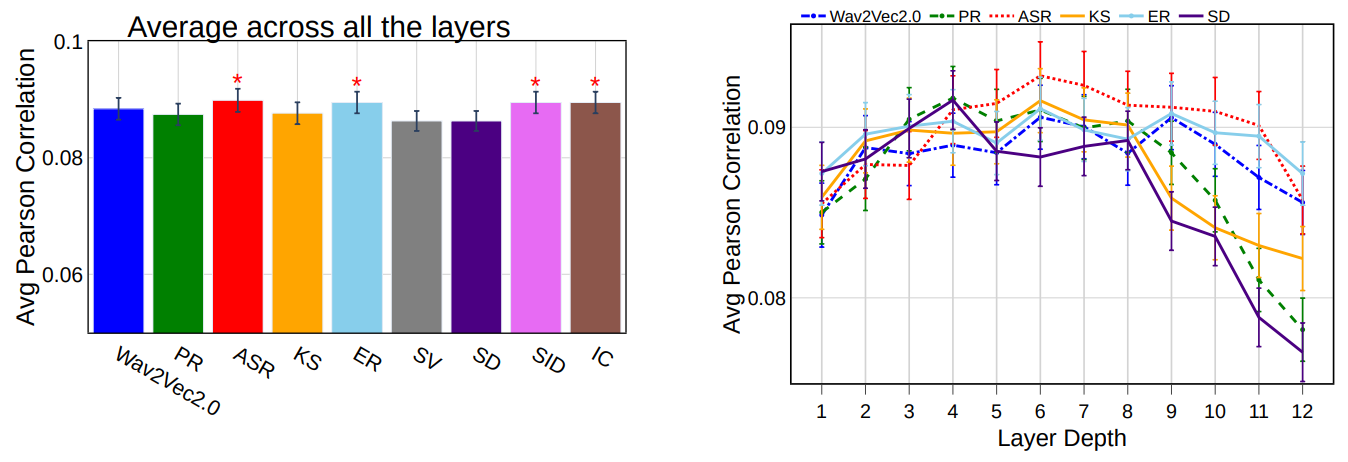 Average across all the layers
Avg Pearson Correlation
0.1
0.08
0.06
* * * *
Wav2Vec2.0 PR ASR KS ER SV SD SID IC
Wav2Vec2.0 PR ASR KS ER SD
Avg Pearson Correlation
0.09
0.08
1 2 3 4 5 6 7 8 9 10 11 12
Layer Depth